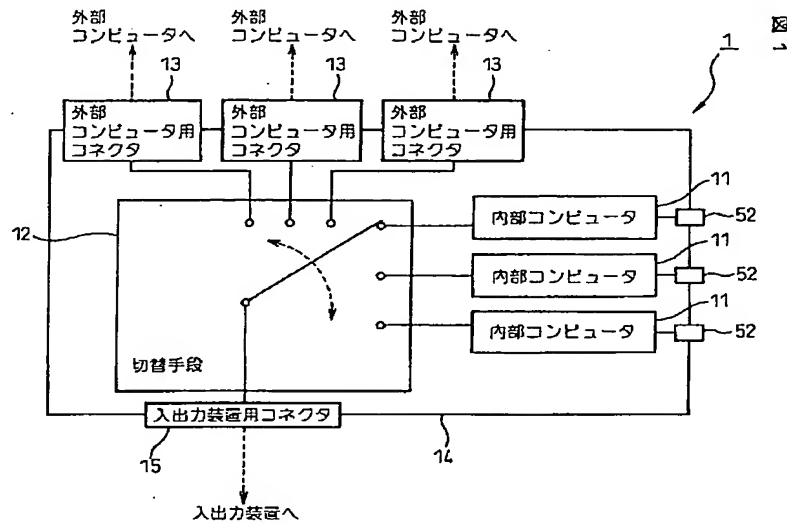 外部
コンピュータへ
外部
コンピュータへ
外部
コンピュータへ
図
1
1
13
13
13
外部
コンピュータ用
コネクタ
外部
コンピュータ用
コネクタ
外部
コンピュータ用
コネクタ
11
内部コンピュータ
52
12
11
内部コンピュータ
52
11
内部コンピュータ
52
切替手段
入出力装置用コネクタ
15
14
入出力装置へ